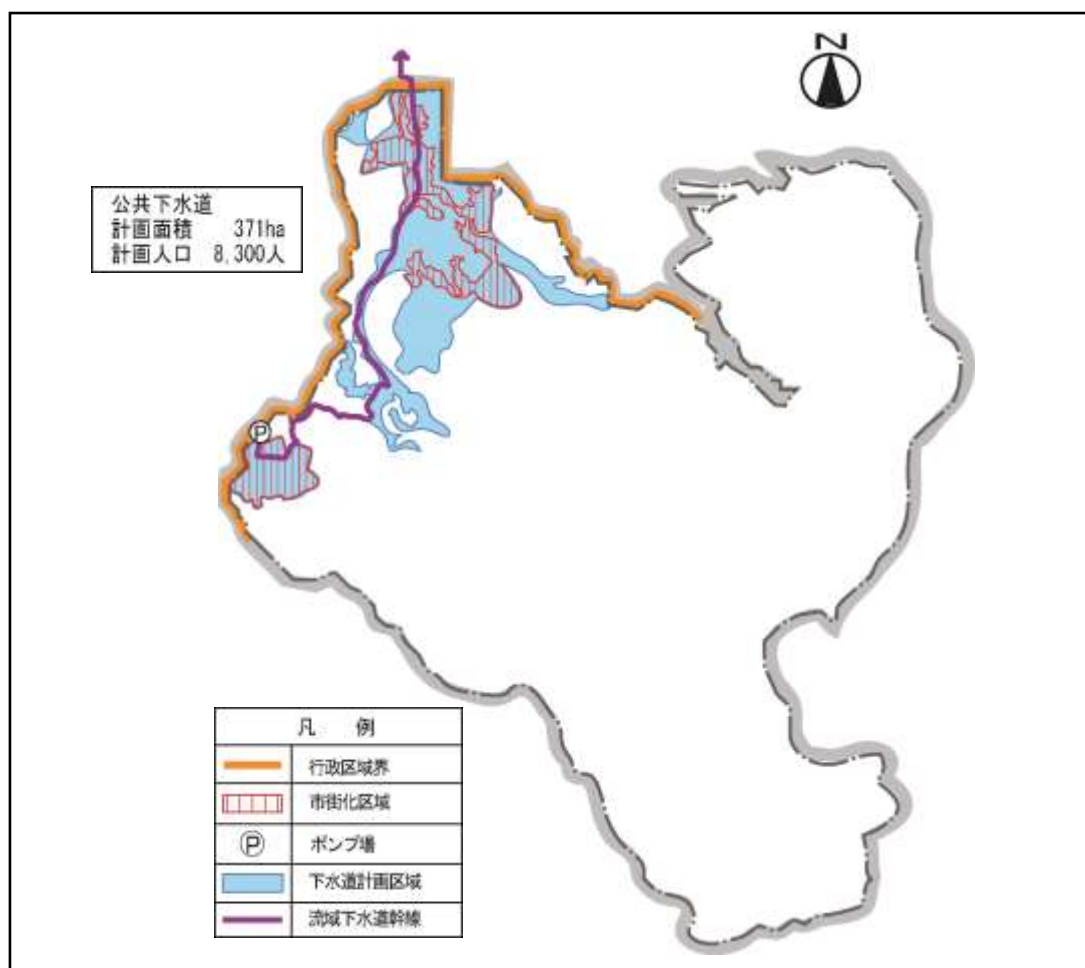 N
公共下水道
計画面積 371ha
計画人口 8,300人
P
凡 例
行政区域界
市街化区域
P ポンプ場
下水道計画区域
流域下水道幹線